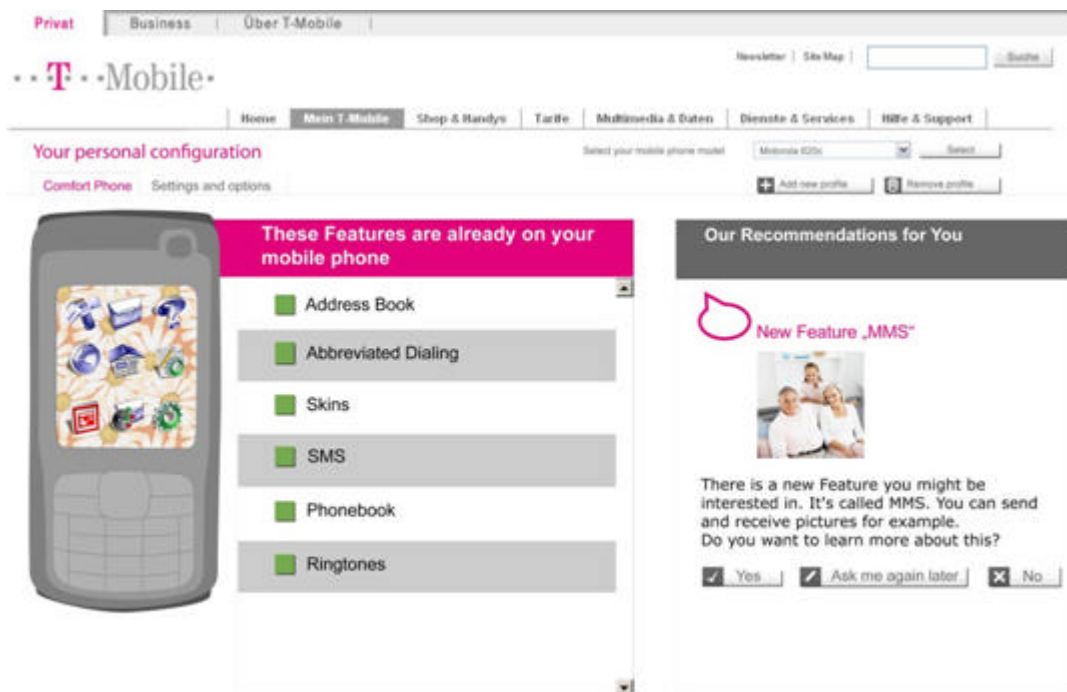 Privat | Business | Über T-Mobile |
Newsletter | Site Map | Suche
··T··Mobile·
Home | Mein T-Mobile | Shop & Handys | Tarife | Multimedia & Daten | Dienste & Services | Hilfe & Support
Your personal configuration
Select your mobile phone model
Motorola
Select
Comfort Phone
Settings and options
Add new profile
Remove profile
These Features are already on your
mobile phone
Address Book
Abbreviated Dialing
Skins
SMS
Phonebook
Ringtones
Our Recommendations for You
New Feature „MMS“
There is a new Feature you might be
interested in. It's called MMS. You can send
and receive pictures for example.
Do you want to learn more about this?
Yes
Ask me again later
No